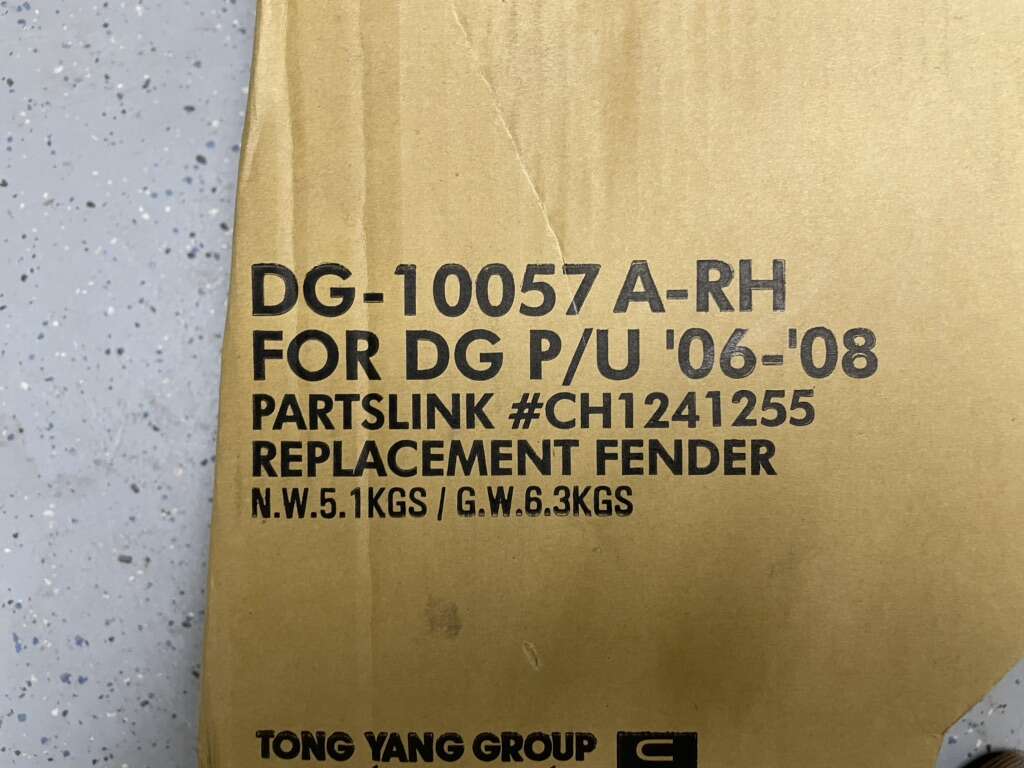 DG-10057 A-RH
FOR DG P/U '06-'08
PARTSLINK #CH1241255
REPLACEMENT FENDER
N.W.5.1KGS / G.W.6.3KGS
TONG YANG GROUP